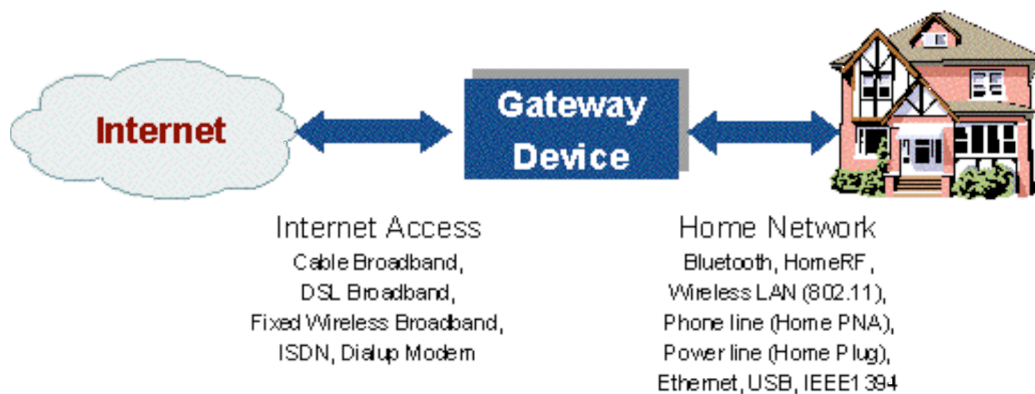 Internet
Gateway
Device
Internet Access
Cable Broadband,
DSL Broadband,
Fixed Wireless Broadband,
ISDN, Dialup Modem
Home Network
Bluetooth, HomeRF,
Wireless LAN (802.11),
Phone line (Home PNA),
Power line (Home Plug),
Ethernet, USB, IEEE1394